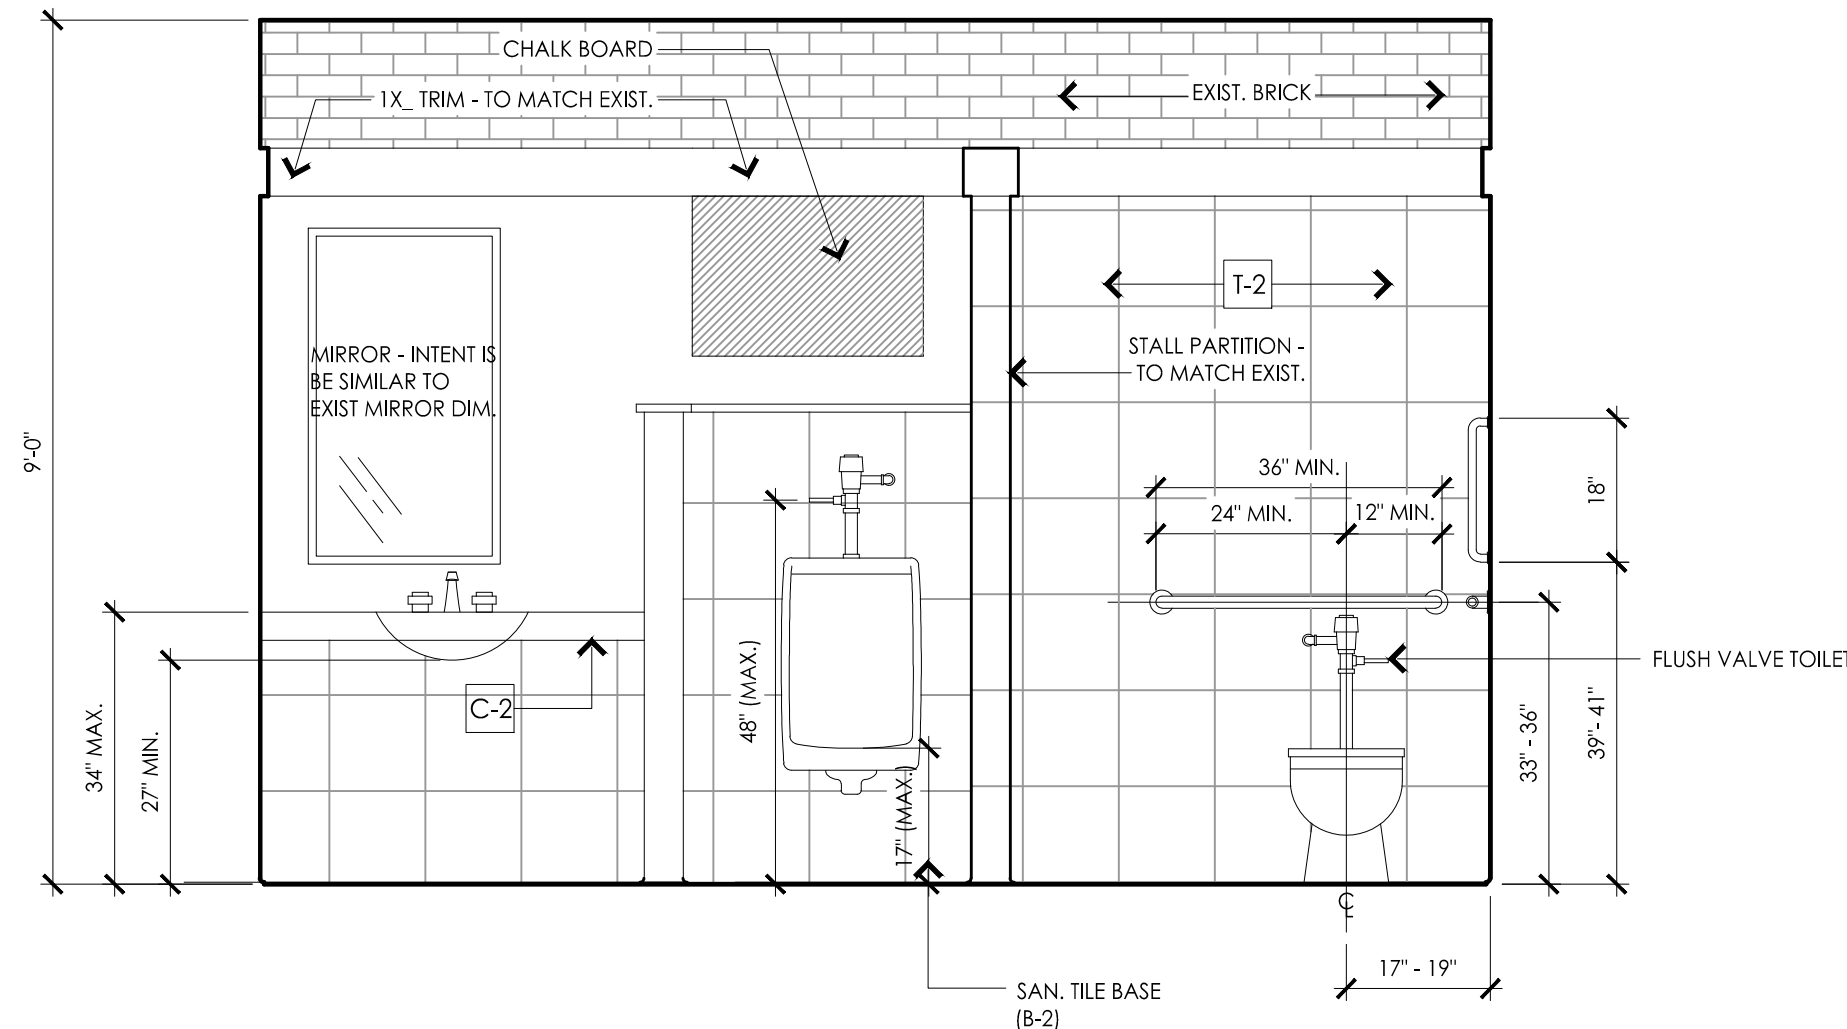 CHALK BOARD
1X_ TRIM - TO MATCH EXIST.
EXIST. BRICK
T-2
STALL PARTITION -
TO MATCH EXIST.
MIRROR - INTENT IS
BE SIMILAR TO
EXIST MIRROR DIM.
9'-0"
36" MIN.
24" MIN.
12" MIN.
18"
FLUSH VALVE TOILET
C-2
34" MAX.
27" MIN.
48" (MAX.)
17" (MAX.)
33" - 36"
39"- 41"
CL
17" - 19"
SAN. TILE BASE
(B-2)